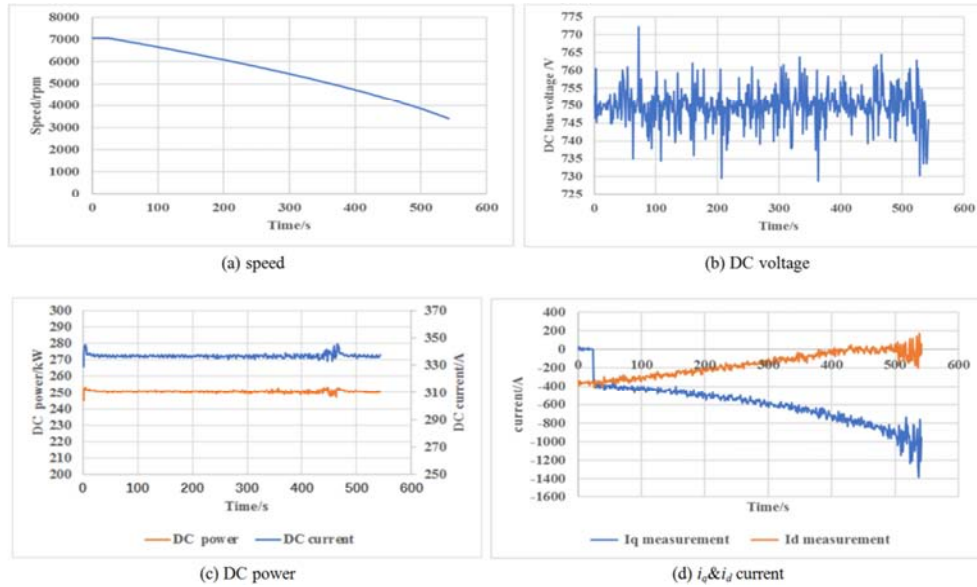 8000
7000
6000
5000
4000
3000
2000
1000
0
Speed/rpm
0 100 200 300 400 500 600
Time/s
(a) speed
775
770
765
760
755
750
745
740
735
730
725
DC bus voltage /V
0 100 200 300 400 500 600
Time/s
(b) DC voltage
300
290
280
270
260
250
240
230
220
210
200
DC power/kW
370
350
330
310
290
270
250
DC current/A
0 100 200 300 400 500 600
Time/s
DC power DC current
(c) DC power
400
200
0
-200
-400
-600
-800
-1000
-1200
-1400
-1600
current/A
0 100 200 300 400 500 600
Time/s
Iq measurement Id measurement
(d) iq&id current